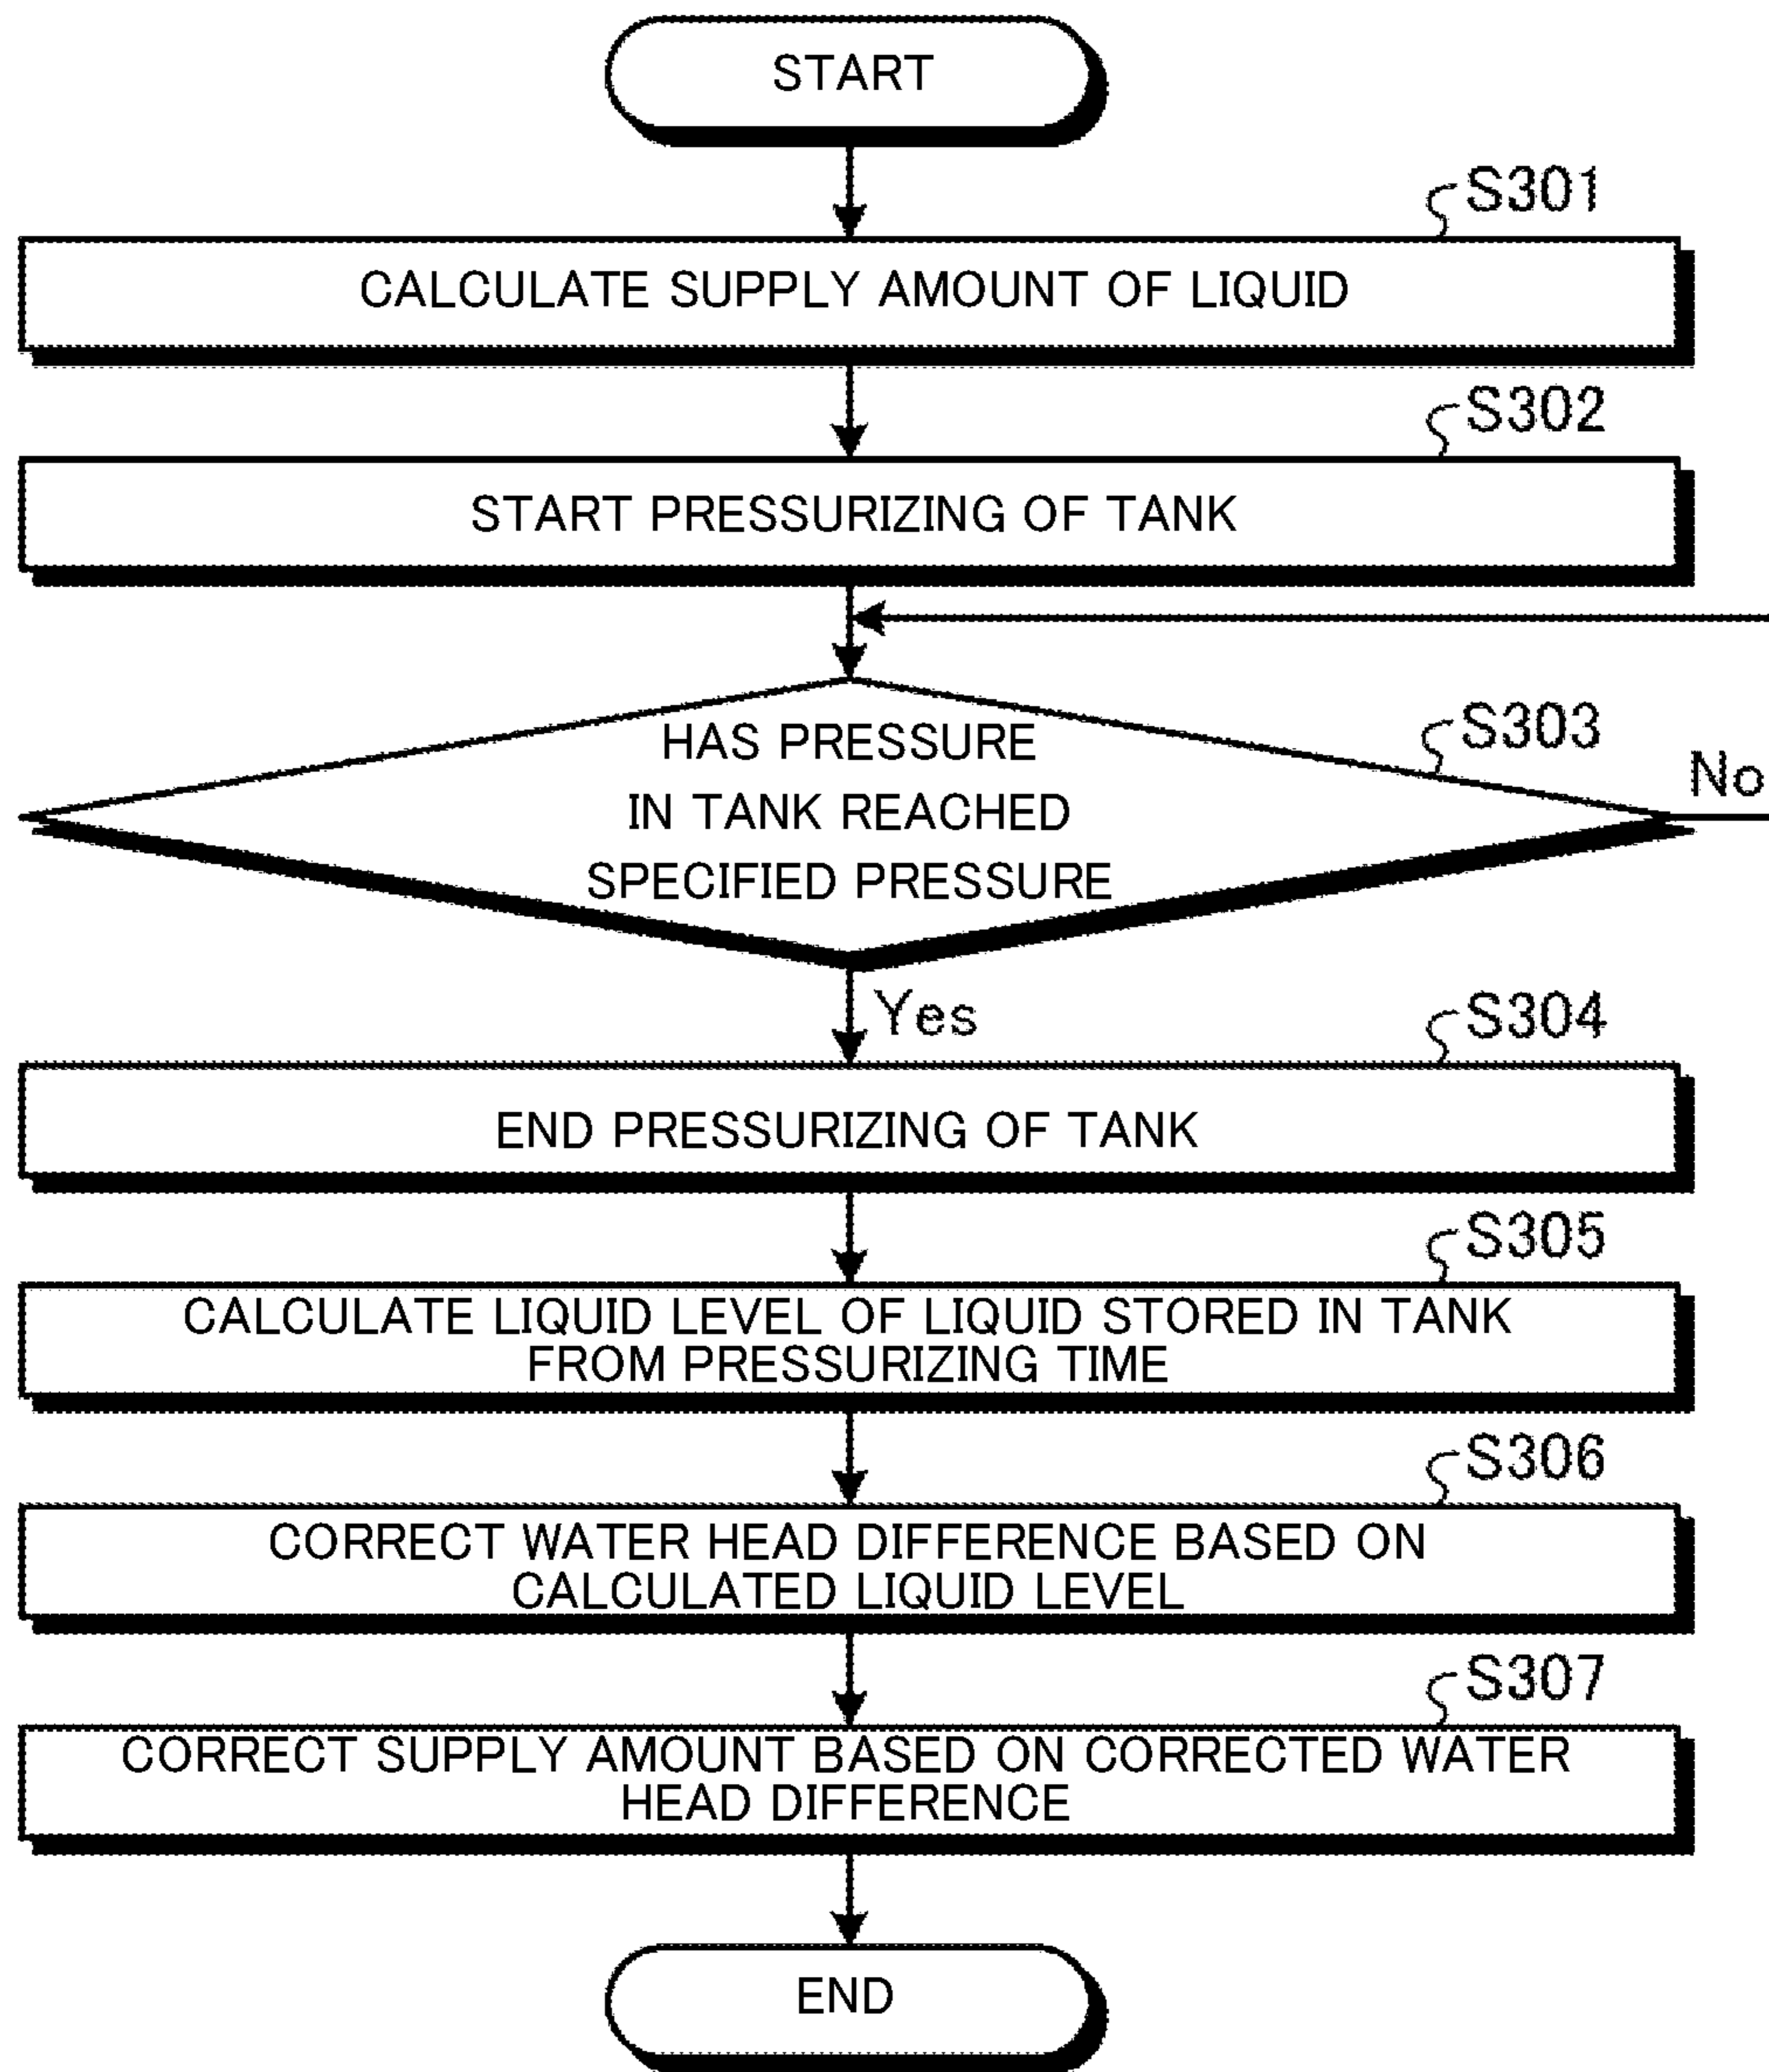 START
S301
CALCULATE SUPPLY AMOUNT OF LIQUID
S302
START PRESSURIZING OF TANK
S303
HAS PRESSURE
No
IN TANK REACHED
SPECIFIED PRESSURE
Yes
S304
END PRESSURIZING OF TANK
S305
CALCULATE LIQUID LEVEL OF LIQUID STORED IN TANK
FROM PRESSURIZING TIME
S306
CORRECT WATER HEAD DIFFERENCE BASED ON
CALCULATED LIQUID LEVEL
S307
CORRECT SUPPLY AMOUNT BASED ON CORRECTED WATER
HEAD DIFFERENCE
END